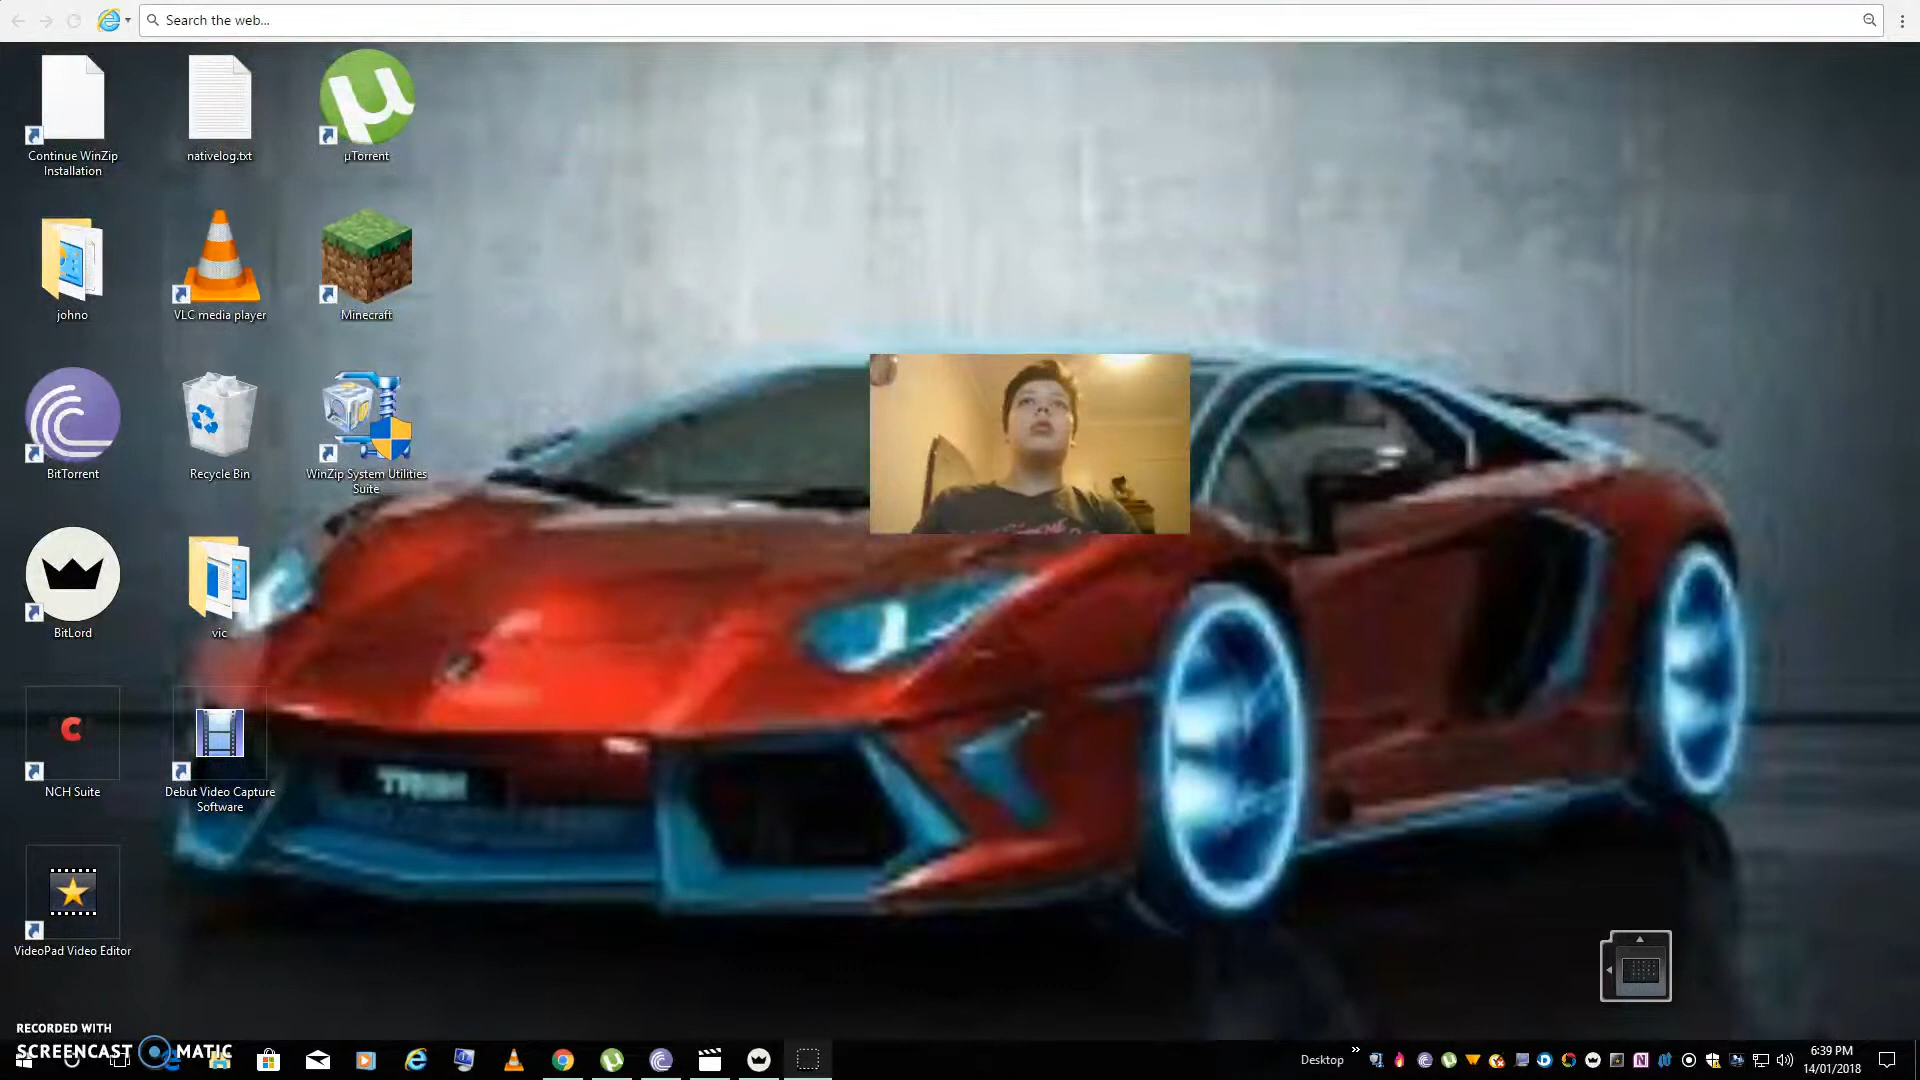 Search the web...
Continue WinZip
Installation
nativelog.txt
µTorrent
johno
VLC media player
Minecraft
BitTorrent
Recycle Bin
WinZip System Utilities
Suite
BitLord
vic
NCH Suite
Debut Video Capture
Software
VideoPad Video Editor
RECORDED WITH
SCREENCAST MATIC
Desktop
6:39 PM
14/01/2018